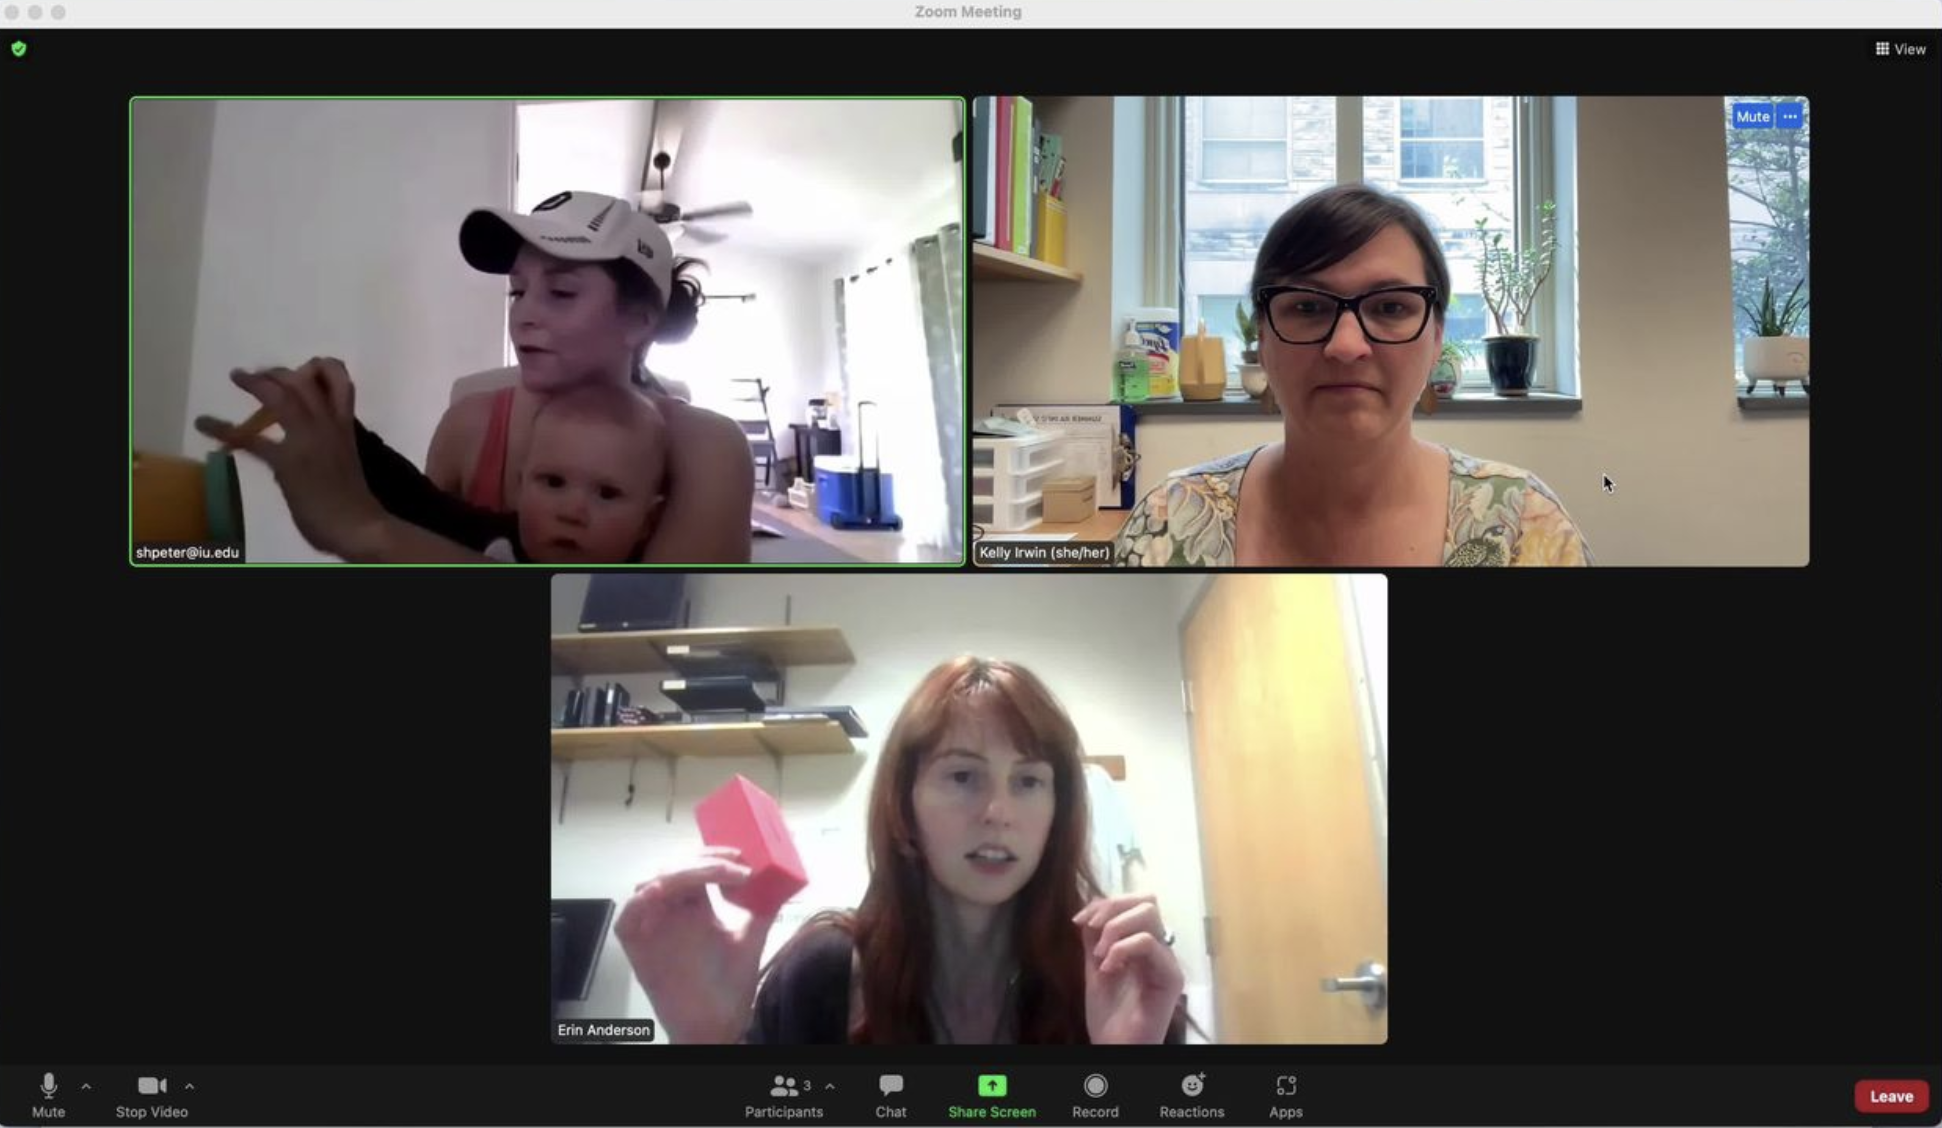 Zoom Meeting
View
Mute
shpeter@iu.edu
Kelly Irwin (she/her)
Erin Anderson
Mute
Stop Video
3
Participants
Chat
Share Screen
Record
Reactions
Apps
Leave